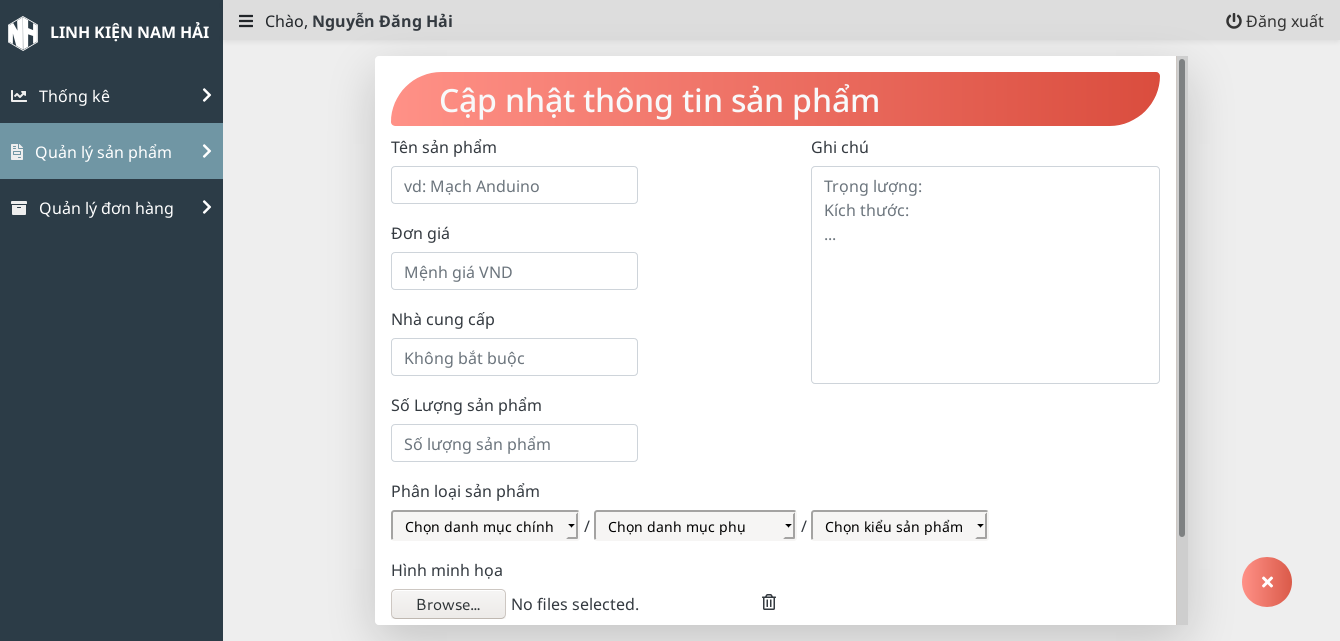 LINH KIỆN NAM HẢI
Chào, Nguyễn Đăng Hải
Đăng xuất
Thống kê
Quản lý sản phẩm
Quản lý đơn hàng
Cập nhật thông tin sản phẩm
Tên sản phẩm
vd: Mạch Anduino
Đơn giá
Mệnh giá VND
Nhà cung cấp
Không bắt buộc
Số Lượng sản phẩm
Số lượng sản phẩm
Ghi chú
Trọng lượng:
Kích thước:
...
Phân loại sản phẩm
Chọn danh mục chính / Chọn danh mục phụ / Chọn kiểu sản phẩm
Hình minh họa
Browse... No files selected.